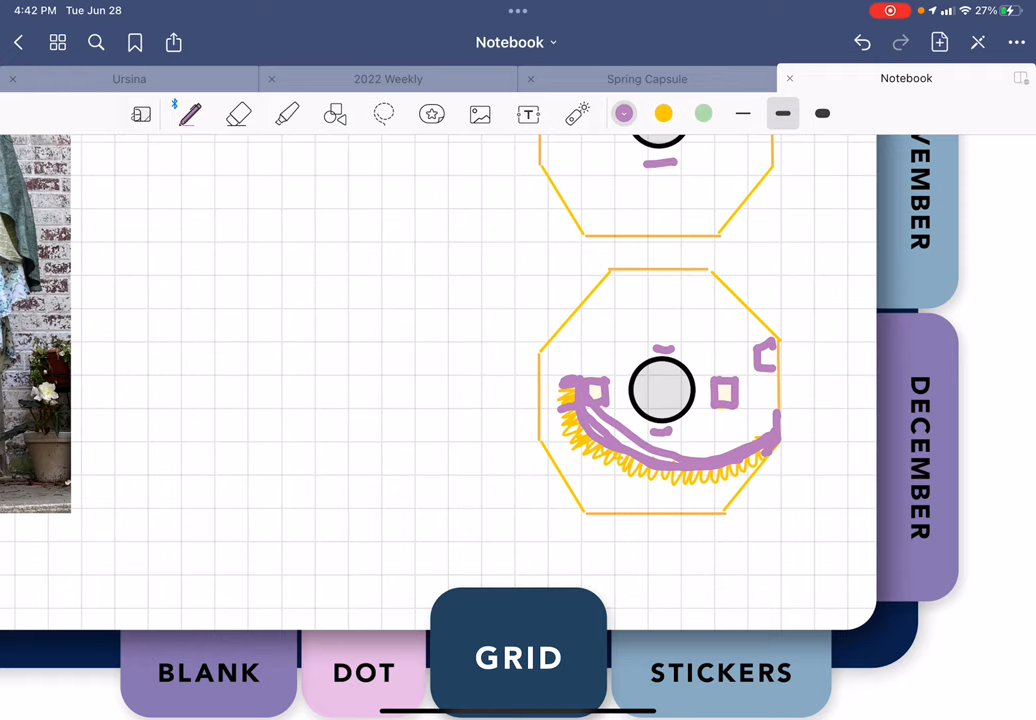 4:42 PM Tue Jun 28
27%
Notebook
Ursina
2022 Weekly
Spring Capsule
Notebook
T
VEMBER
DECEMBER
BLANK
DOT
GRID
STICKERS